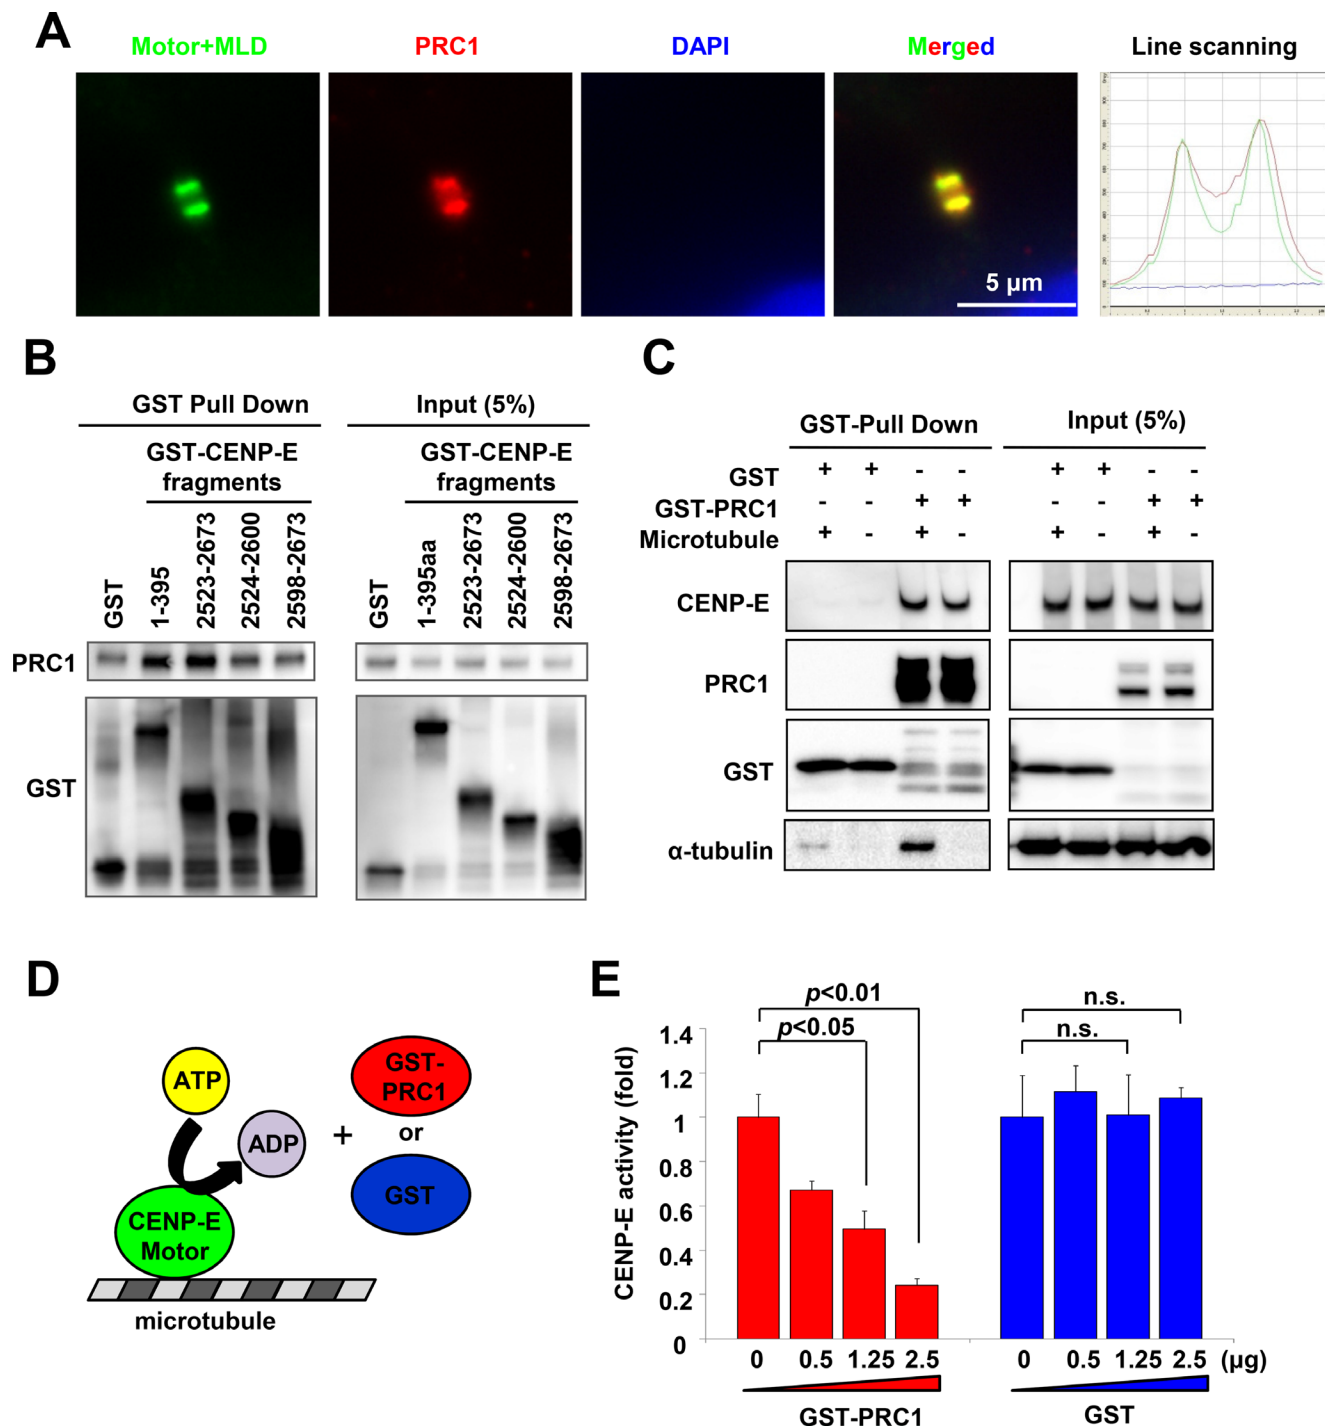 A
Motor+MLD PRC1 DAPI Merged Line scanning
5 µm
B
GST Pull Down Input (5%)
GST-CENP-E fragments GST-CENP-E fragments
GST 1-395 2523-2673 2524-2600 2598-2673 GST 1-395aa 2523-2673 2524-2600 2598-2673
PRC1
GST
C
GST-Pull Down Input (5%)
GST + + - - + + - -
GST-PRC1 - - + + - - + +
Microtubule + - + - + - + -
CENP-E
PRC1
GST
α-tubulin
D
ATP
ADP
+
GST-
PRC1
or
GST
CENP-E
Motor
microtubule
E
CENP-E activity (fold)
p<0.01
p<0.05
n.s.
n.s.
1.4
1.2
1
0.8
0.6
0.4
0.2
0
0 0.5 1.25 2.5 0 0.5 1.25 2.5 (µg)
GST-PRC1 GST